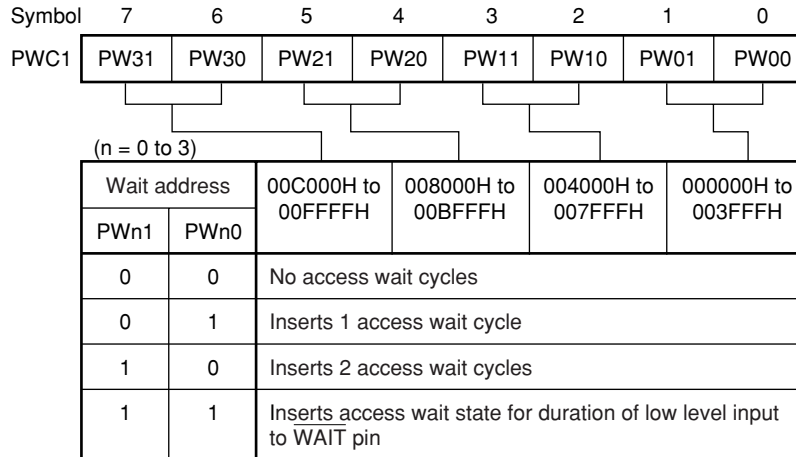 Symbol 7 6 5 4 3 2 1 0
PWC1 PW31 PW30 PW21 PW20 PW11 PW10 PW01 PW00
(n = 0 to 3)
Wait address
PWn1 PWn0
00C000H to
00FFFFH
008000H to
00BFFFH
004000H to
007FFFH
000000H to
003FFFH
0 0 No access wait cycles
0 1 Inserts 1 access wait cycle
1 0 Inserts 2 access wait cycles
1 1 Inserts access wait state for duration of low level input
to WAIT pin